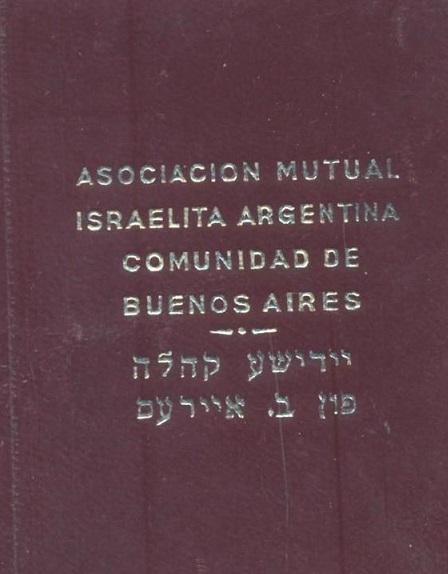 ASOCIACION MUTUAL
ISRAELITA ARGENTINA
COMUNIDAD DE
BUENOS AIRES
יידישע קהלה
פון ב. איירעס